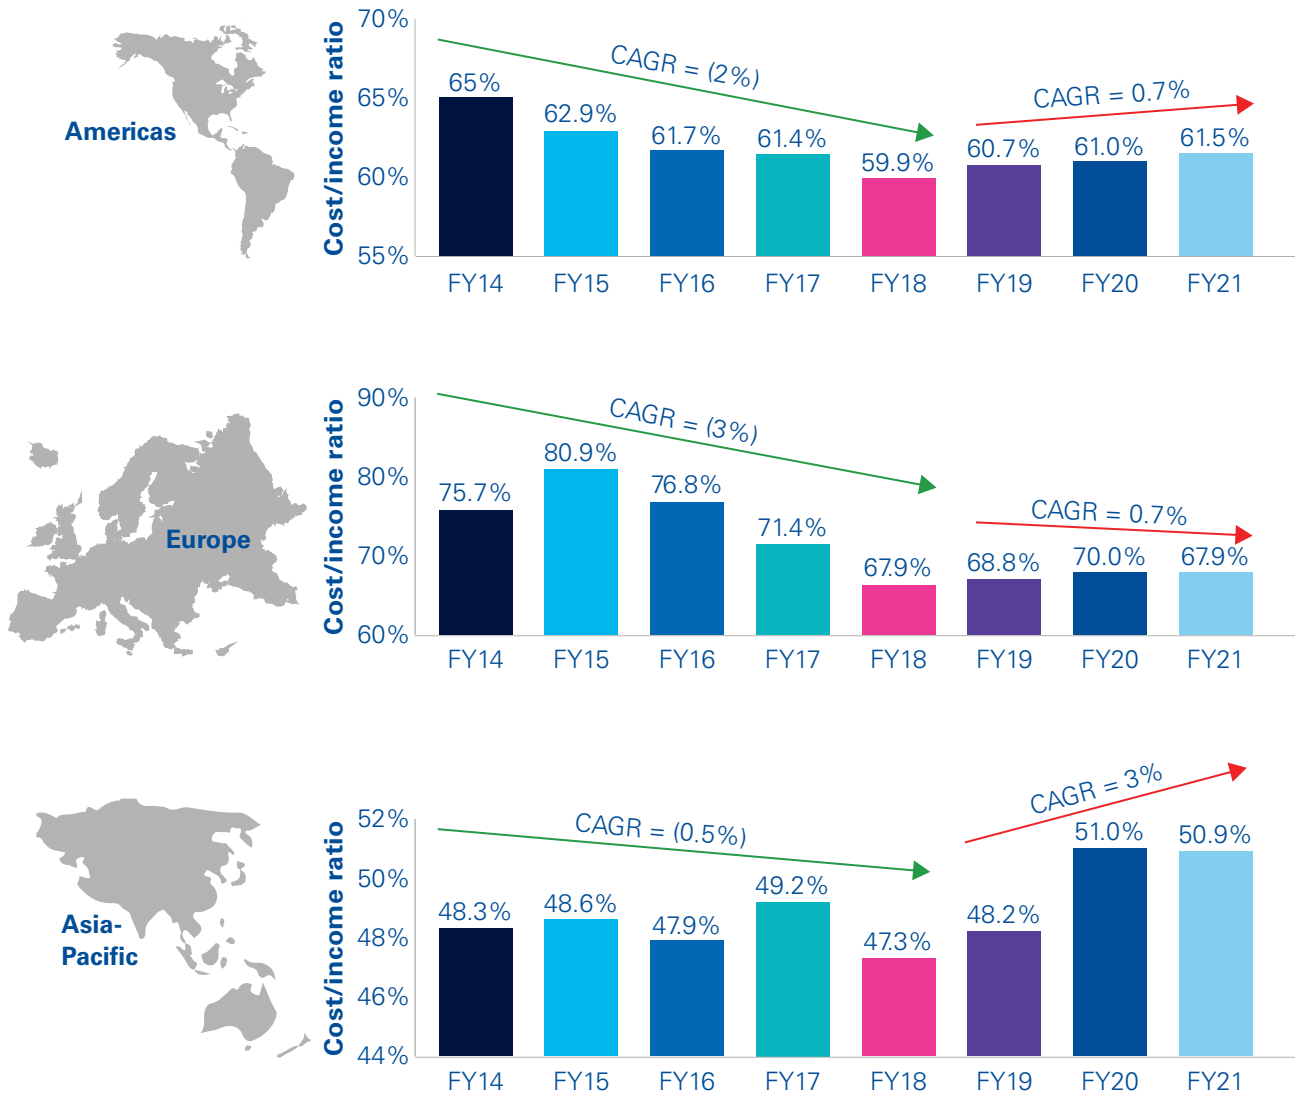 Americas
Cost/income ratio
70%
65%
60%
55%
CAGR = (2%)
CAGR = 0.7%
65%
62.9%
61.7%
61.4%
59.9%
60.7%
61.0%
61.5%
FY14
FY15
FY16
FY17
FY18
FY19
FY20
FY21
Europe
Cost/income ratio
90%
80%
70%
60%
CAGR = (3%)
CAGR = 0.7%
75.7%
80.9%
76.8%
71.4%
67.9%
68.8%
70.0%
67.9%
FY14
FY15
FY16
FY17
FY18
FY19
FY20
FY21
Asia-
Pacific
Cost/income ratio
52%
50%
48%
46%
44%
CAGR = (0.5%)
CAGR = 3%
48.3%
48.6%
47.9%
49.2%
47.3%
48.2%
51.0%
50.9%
FY14
FY15
FY16
FY17
FY18
FY19
FY20
FY21